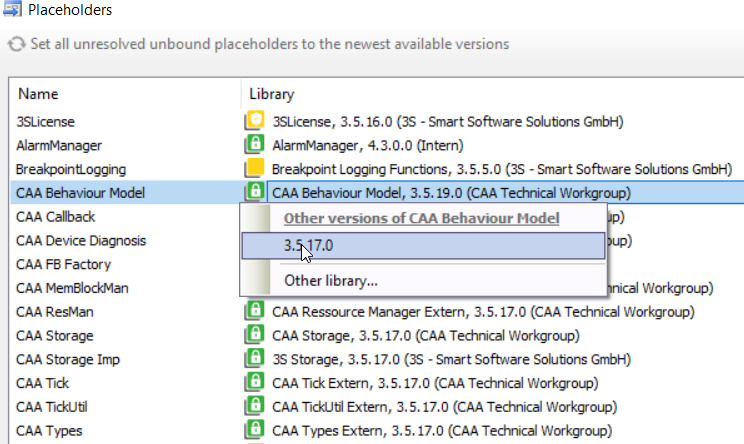 Placeholders
Set all unresolved unbound placeholders to the newest available versions
Name Library
3SLicense 3SLicense, 3.5.16.0 (3S - Smart Software Solutions GmbH)
AlarmManager AlarmManager, 4.3.0.0 (Intern)
BreakpointLogging Breakpoint Logging Functions, 3.5.5.0 (3S - Smart Software Solutions GmbH)
CAA Behaviour Model CAA Behaviour Model, 3.5.19.0 (CAA Technical Workgroup)
CAA Callback Other versions of CAA Behaviour Model
CAA Device Diagnosis 3.5.17.0
CAA FB Factory
CAA MemBlockMan Other library... nical Workgroup)
CAA ResMan CAA Ressource Manager Extern, 3.5.17.0 (CAA Technical Workgroup)
CAA Storage CAA Storage, 3.5.17.0 (CAA Technical Workgroup)
CAA Storage Imp 3S Storage, 3.5.17.0 (3S - Smart Software Solutions GmbH)
CAA Tick CAA Tick Extern, 3.5.17.0 (CAA Technical Workgroup)
CAA TickUtil CAA TickUtil Extern, 3.5.17.0 (CAA Technical Workgroup)
CAA Types CAA Types Extern, 3.5.17.0 (CAA Technical Workgroup)